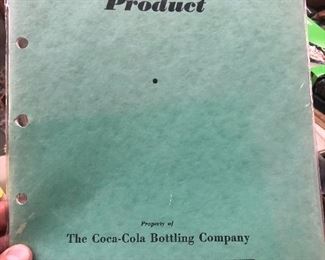 Product
Property of
The Coca-Cola Bottling Company